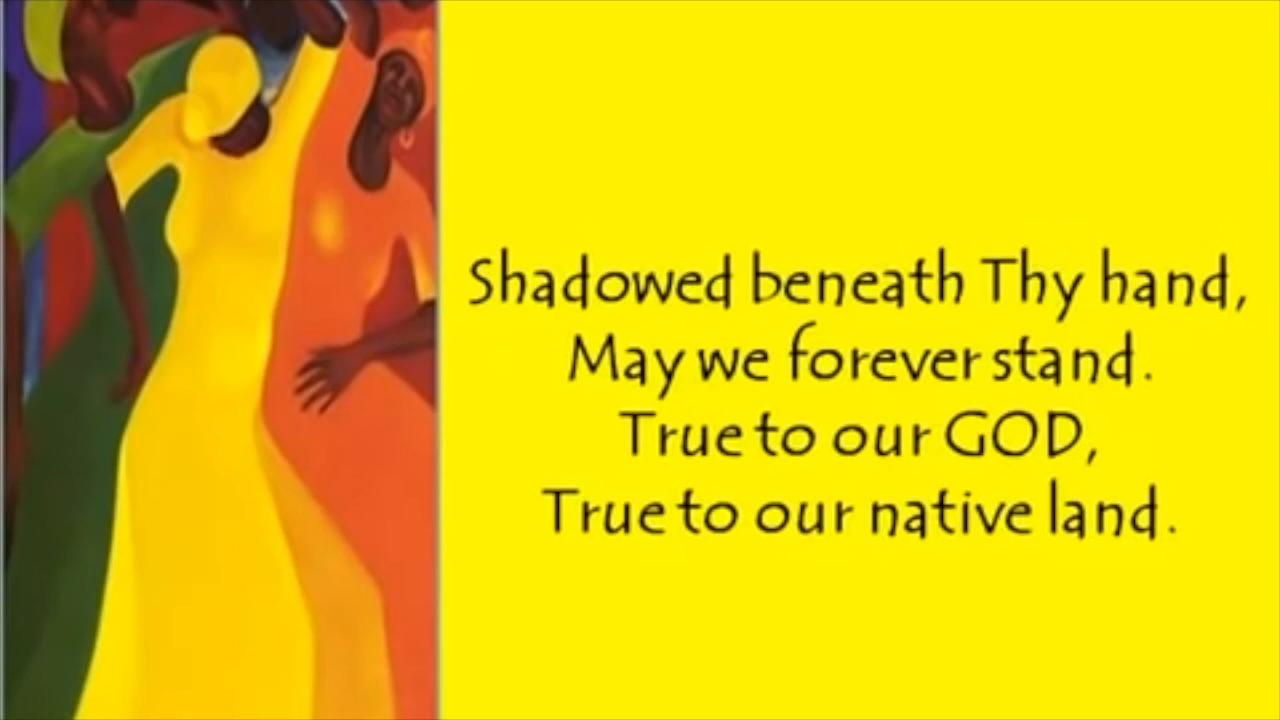 Shadowed beneath Thy hand,
May we forever stand.
True to our GOD,
True to our native land.